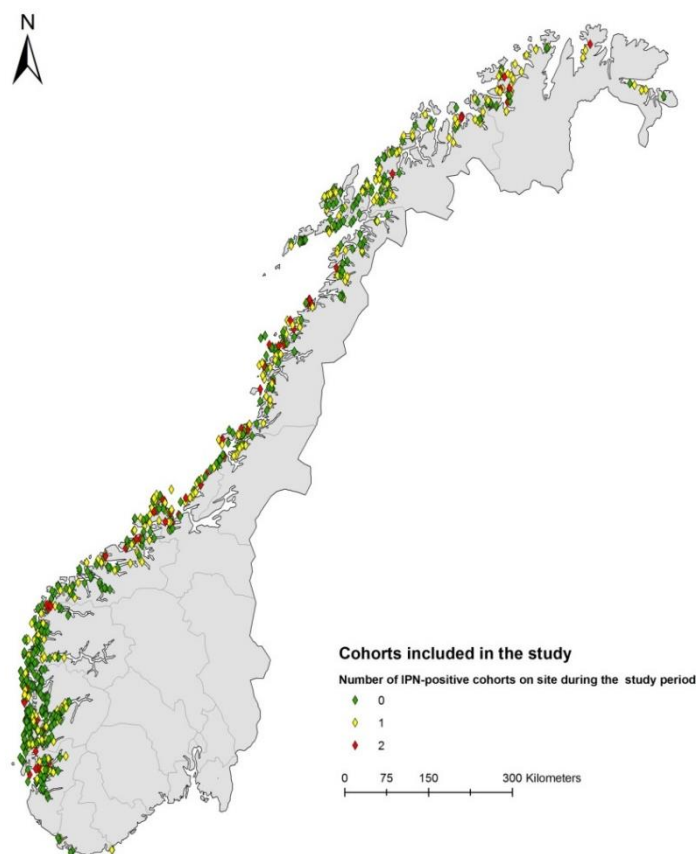 N
Cohorts included in the study
Number of IPN-positive cohorts on site during the study period
0
1
2
0 75 150 300 Kilometers